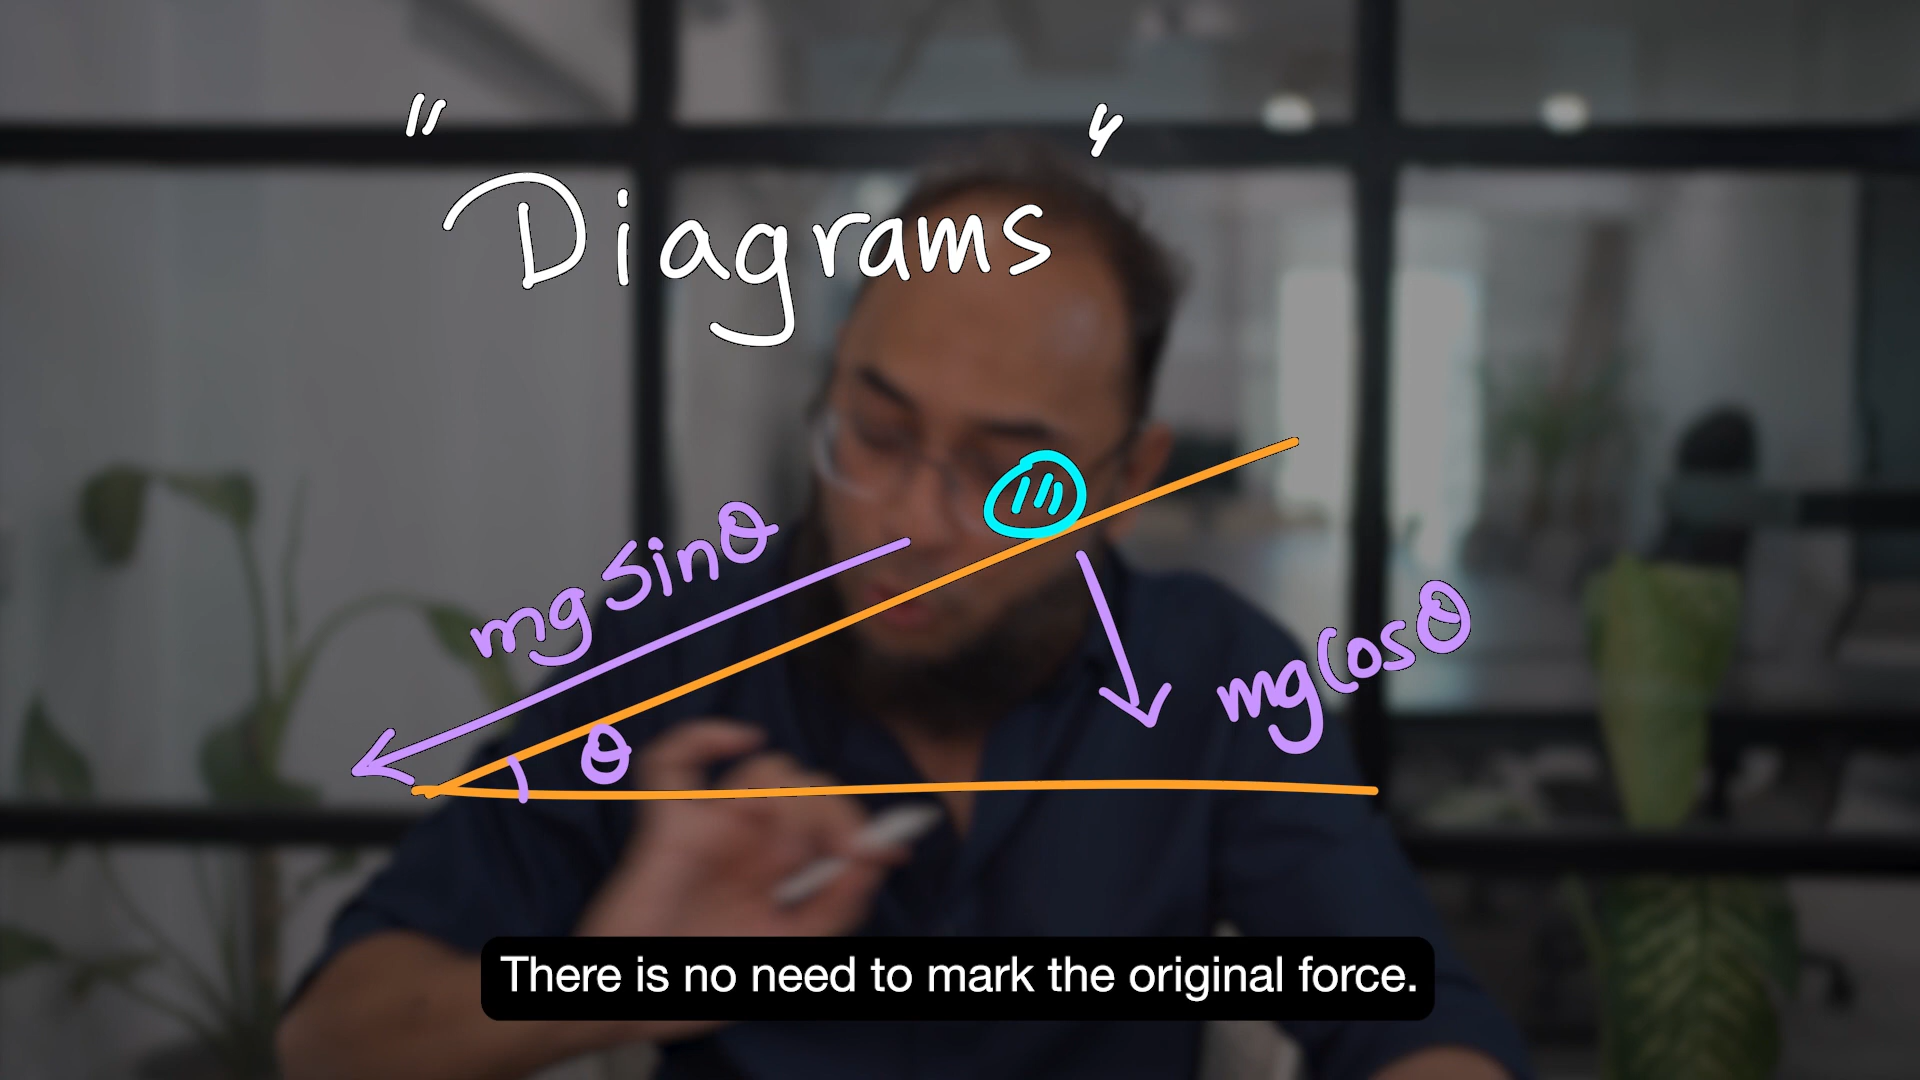 "Diagrams"
m
mg sinθ
mg cosθ
θ
There is no need to mark the original force.